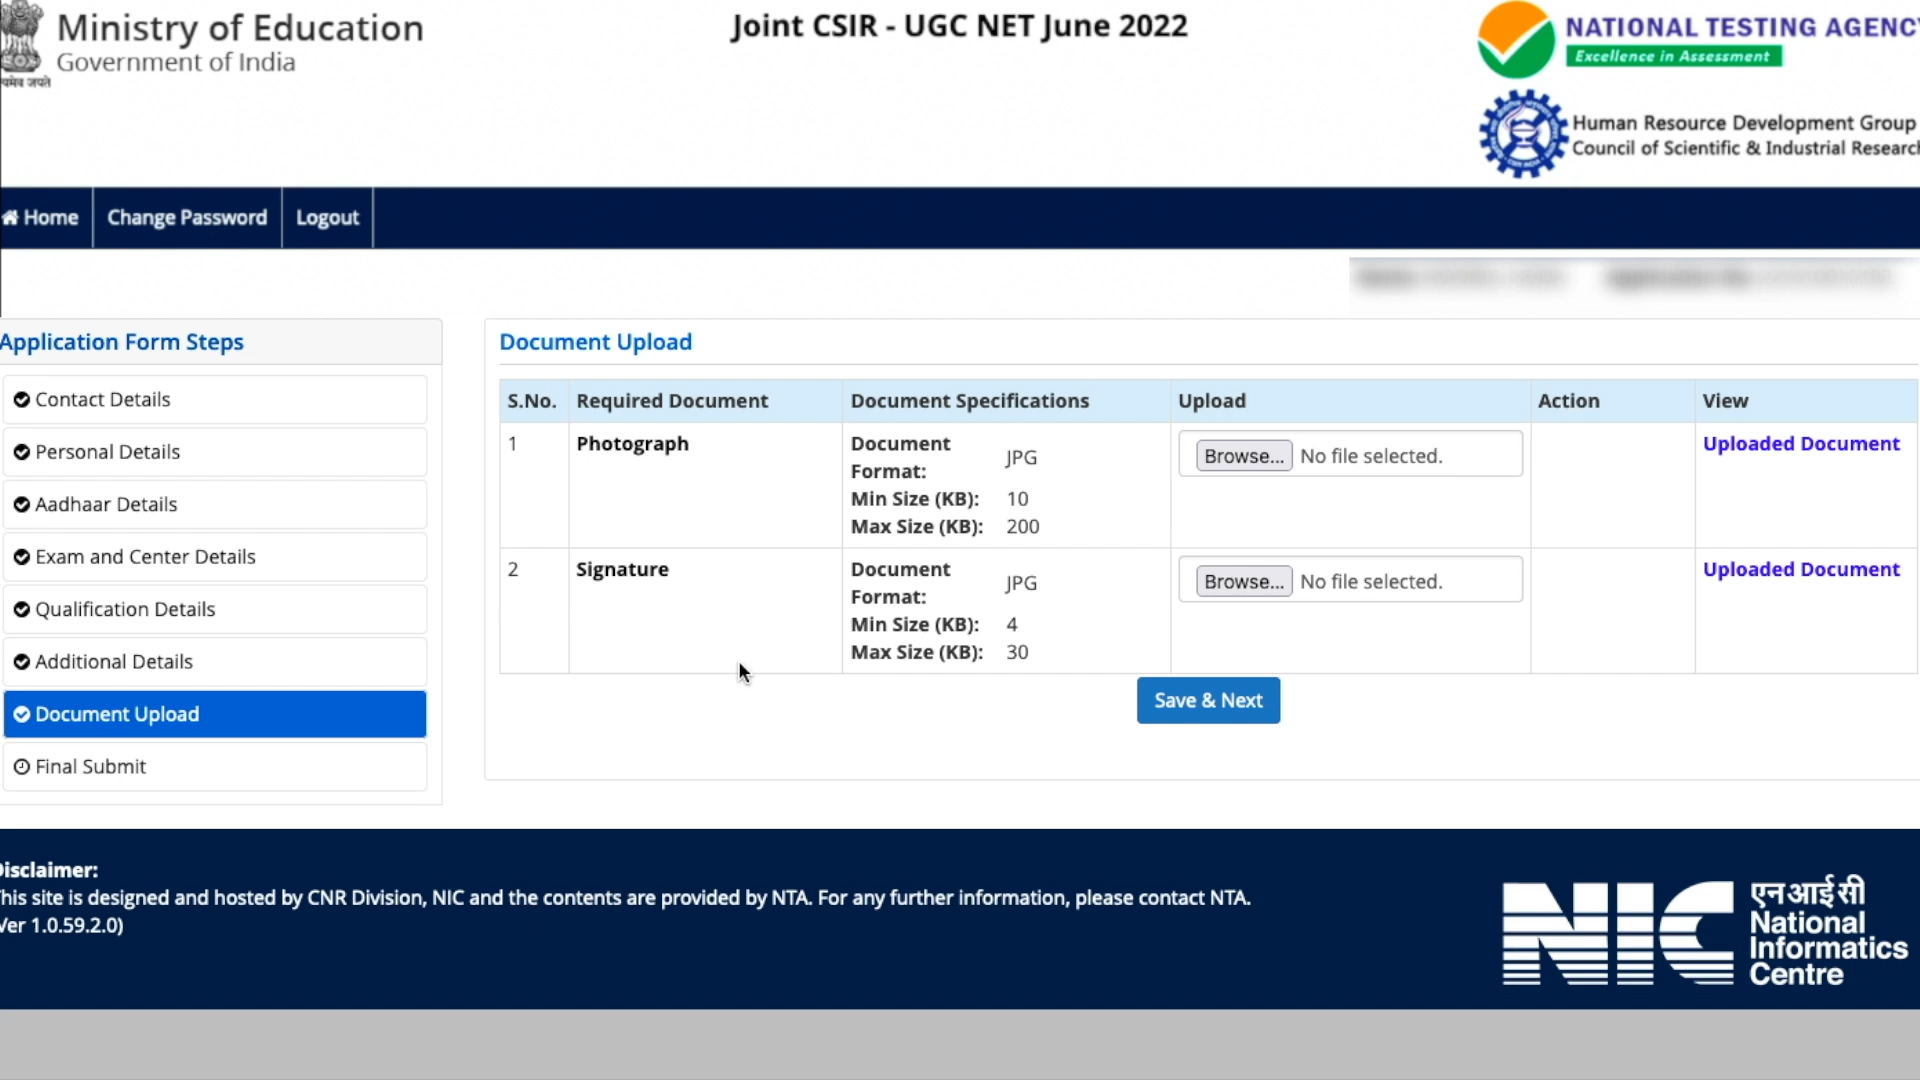 Ministry of Education
Government of India
Joint CSIR - UGC NET June 2022
NATIONAL TESTING AGENCY
Excellence in Assessment
Human Resource Development Group
Council of Scientific & Industrial Research
Home Change Password Logout
Application Form Steps
Contact Details
Personal Details
Aadhaar Details
Exam and Center Details
Qualification Details
Additional Details
Document Upload
Final Submit
Document Upload
S.No. Required Document Document Specifications Upload Action View
1 Photograph Document Format: JPG Browse... No file selected. Uploaded Document
Min Size (KB): 10
Max Size (KB): 200
2 Signature Document Format: JPG Browse... No file selected. Uploaded Document
Min Size (KB): 4
Max Size (KB): 30
Save & Next
Disclaimer:
This site is designed and hosted by CNR Division, NIC and the contents are provided by NTA. For any further information, please contact NTA.
Ver 1.0.59.2.0)
NIC
एनआईसी
National
Informatics
Centre